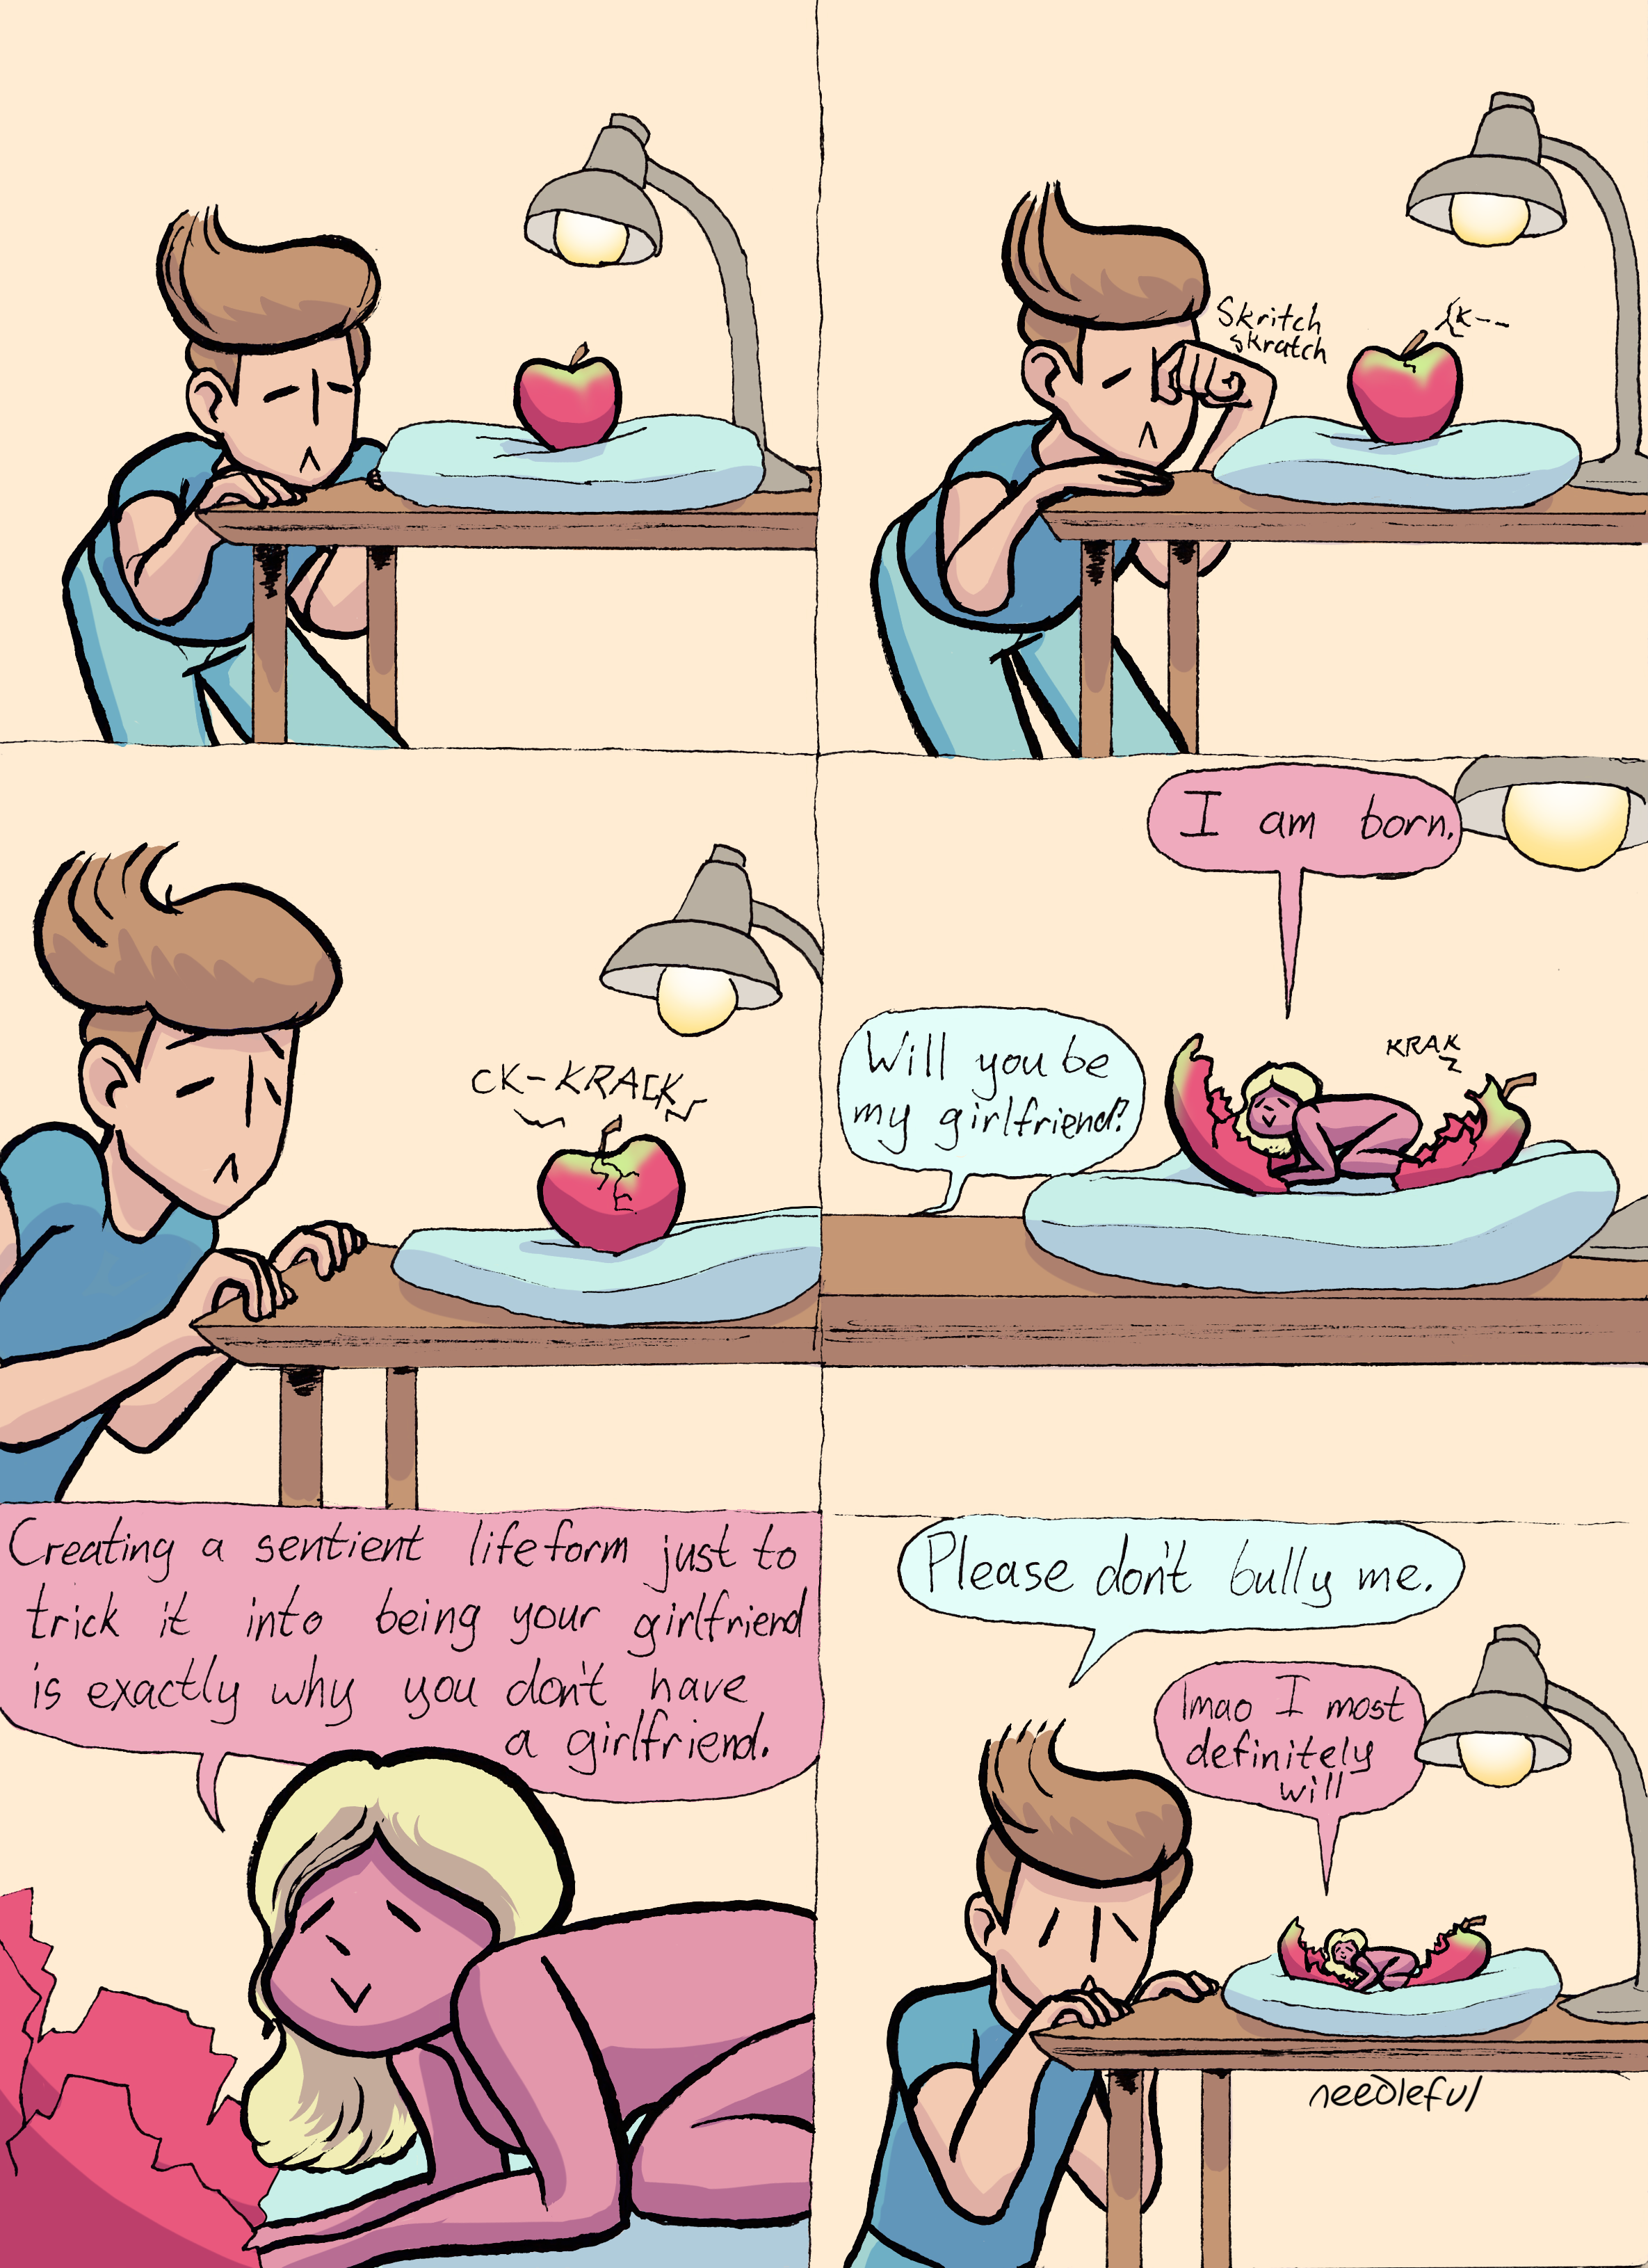 Skritch
skratch
K--
CK-KRACK
I am born.
Will you be
my girlfriend?
KRAK
Creating a sentient lifeform just to
trick it into being your girlfriend
is exactly why you don't have
a girlfriend.
Please don't bully me.
lmao I most
definitely
will
needleful